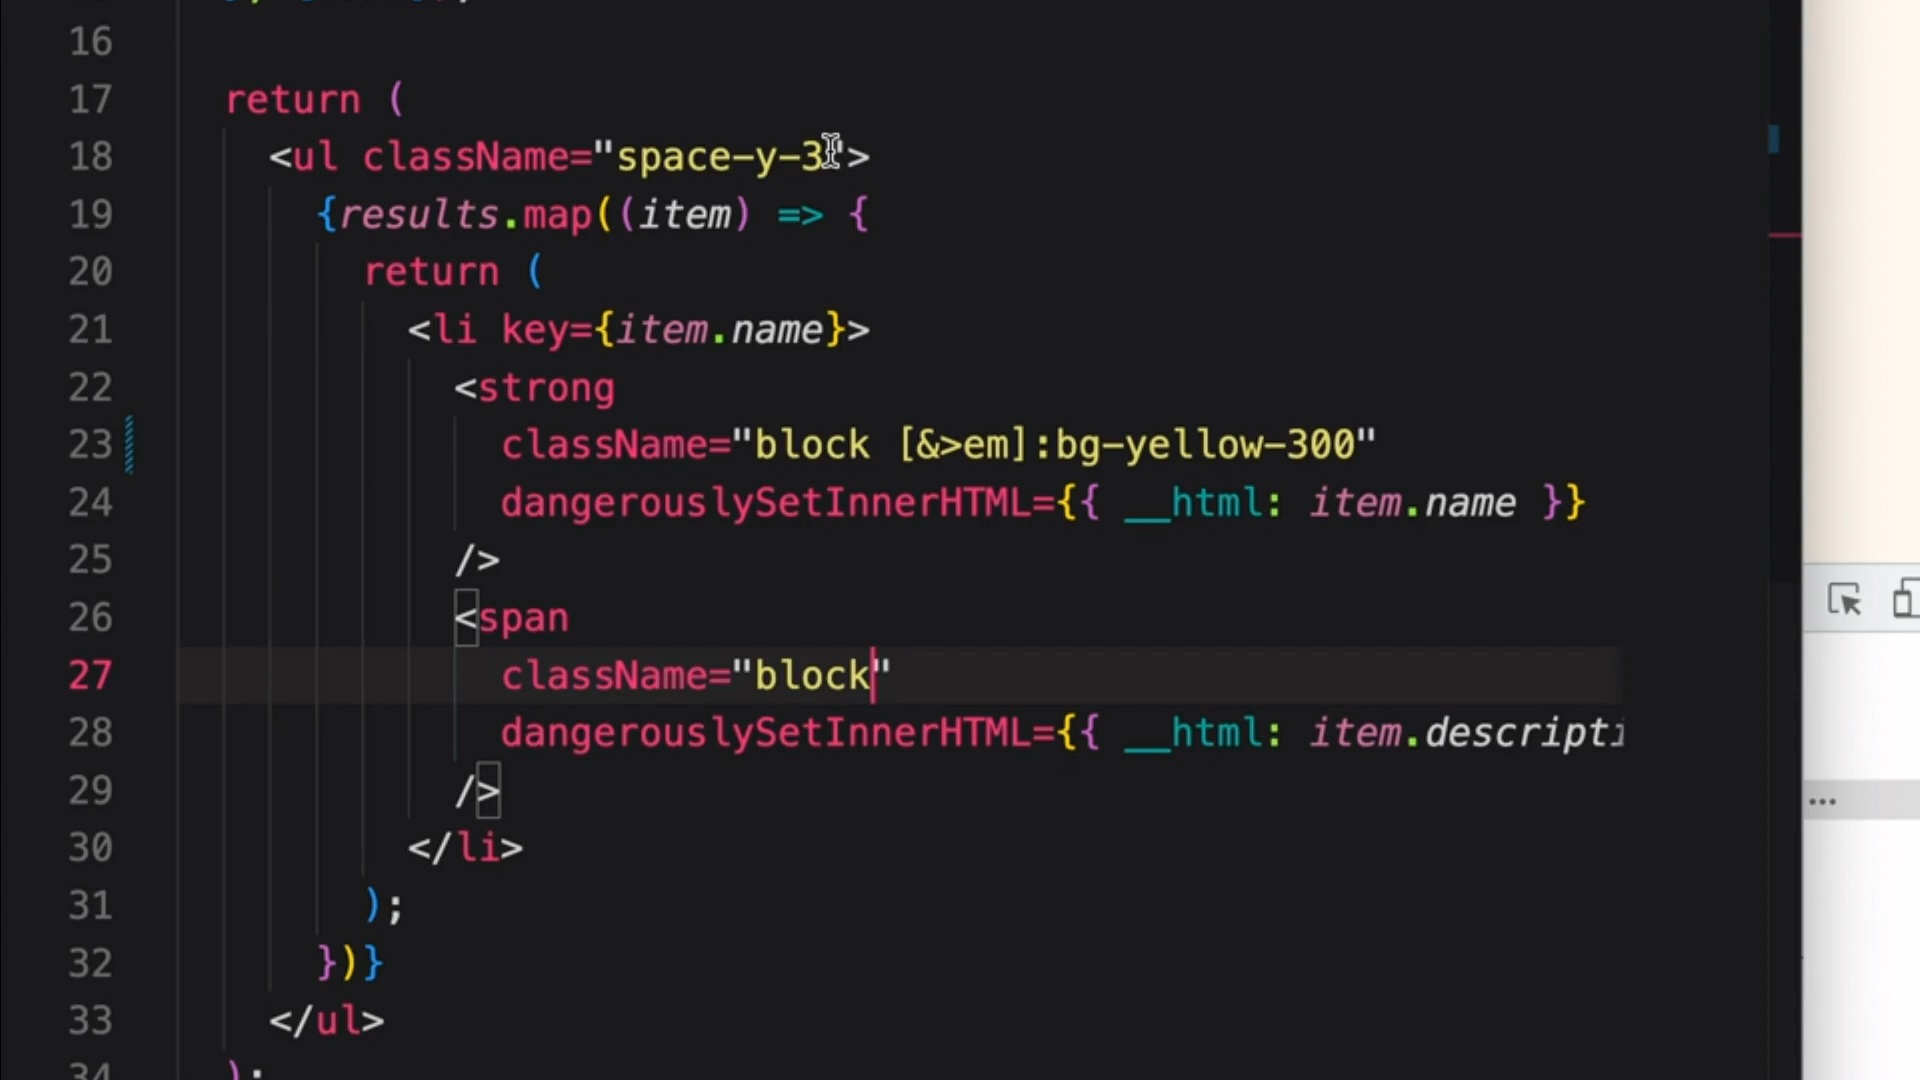 16
17 return (
18 <ul className="space-y-3">
19 {results.map((item) => {
20 return (
21 <li key={item.name}>
22 <strong
23 className="block [&>em]:bg-yellow-300"
24 dangerouslySetInnerHTML={{ __html: item.name }}
25 />
26 <span
27 className="block"
28 dangerouslySetInnerHTML={{ __html: item.descripti
29 />
30 </li>
31 );
32 })}
33 </ul>
34 );